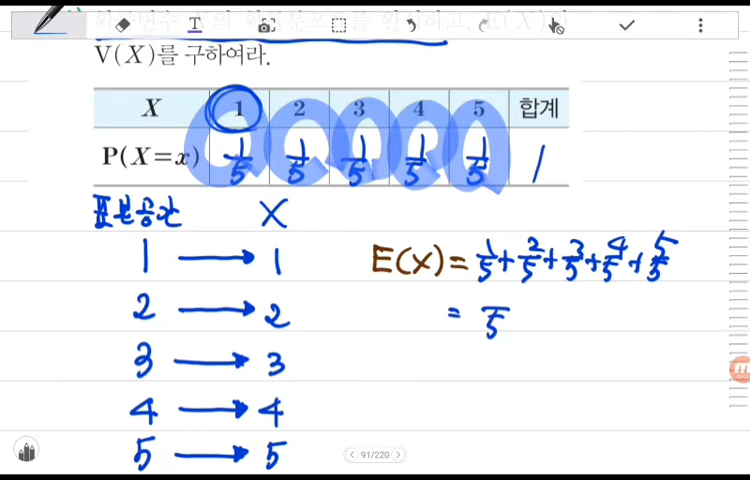 V(X)를 구하여라.
X 1 2 3 4 5 합계
P(X=x) 1/5 1/5 1/5 1/5 1/5 1
표본공간 X
1 → 1
2 → 2
3 → 3
4 → 4
5 → 5
E(X) = 1/5 + 2/5 + 3/5 + 4/5 + 5/5
= /5
91/220